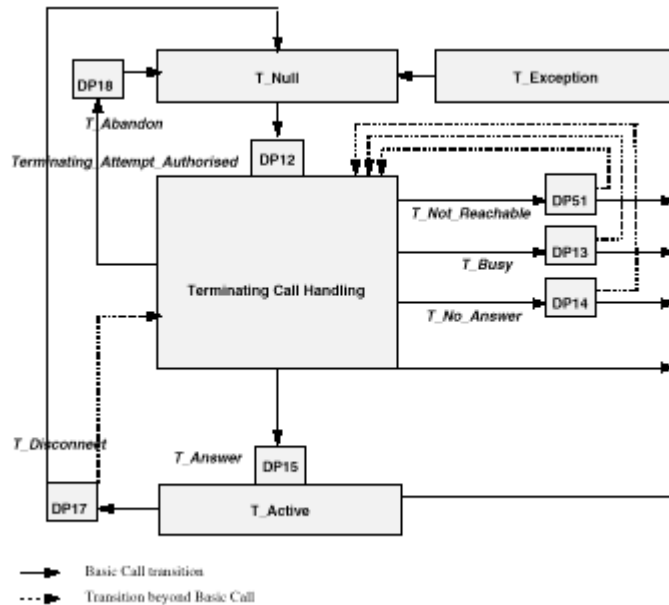 T_Null
T_Exception
DP18
T_Abandon
Terminating_Attempt_Authorised
DP12
DP51
T_Not_Reachable
DP13
T_Busy
Terminating Call Handling
DP14
T_No_Answer
T_Disconnect
T_Answer
DP15
DP17
T_Active
Basic Call transition
Transition beyond Basic Call